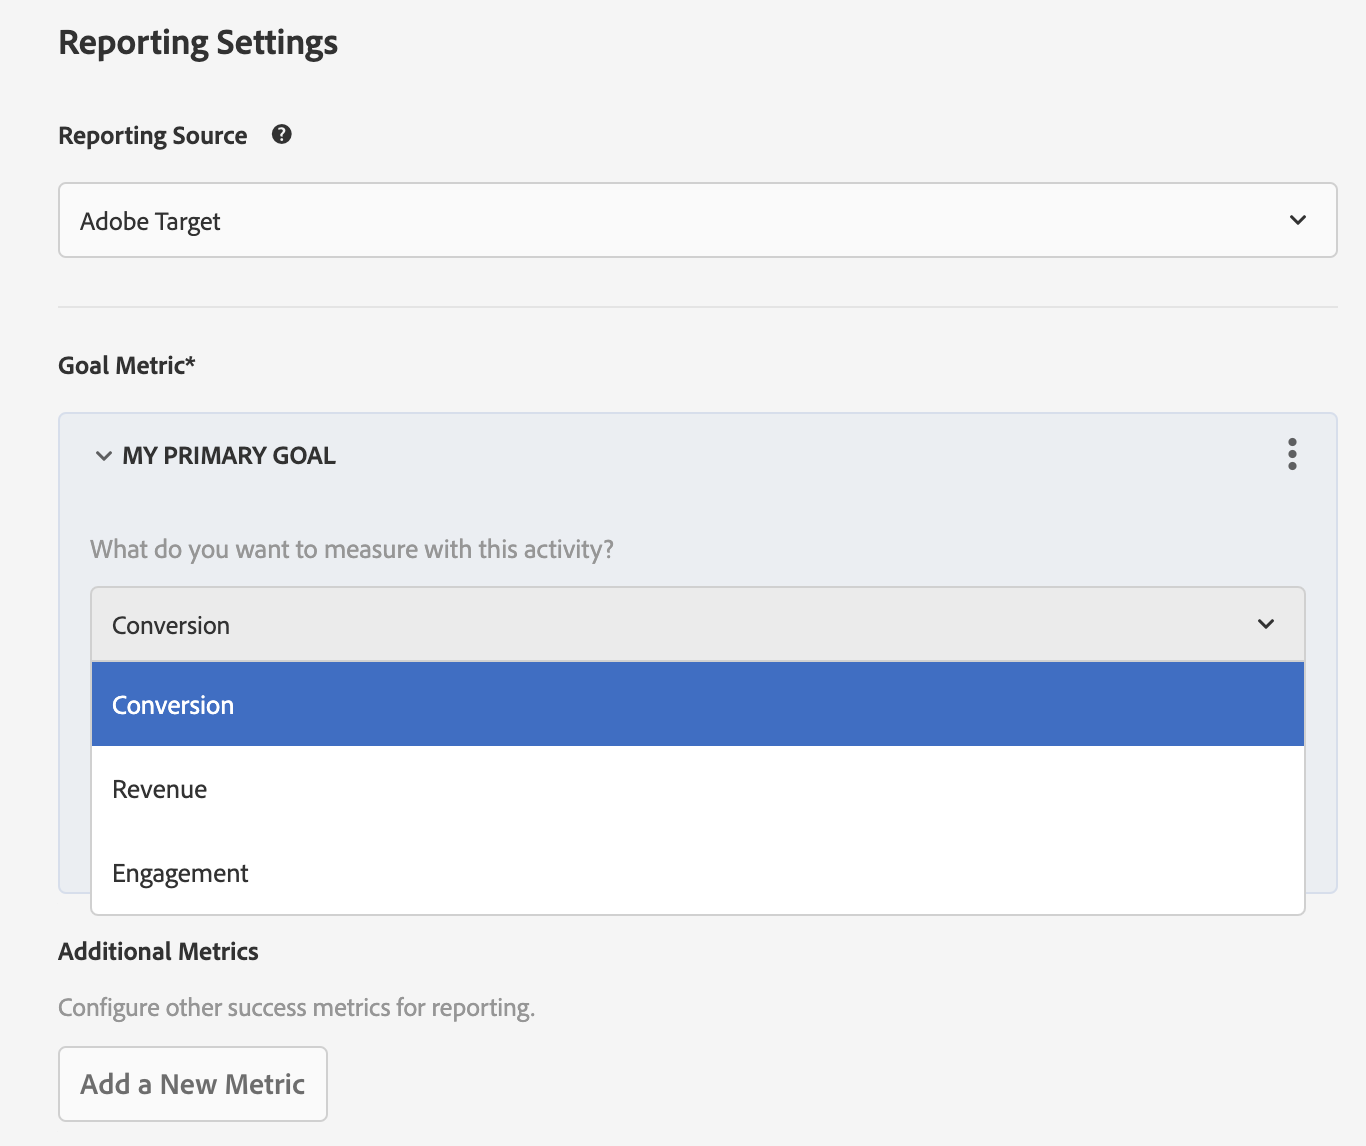 Reporting Settings
Reporting Source
Adobe Target
Goal Metric*
MY PRIMARY GOAL
What do you want to measure with this activity?
Conversion
Conversion
Revenue
Engagement
Additional Metrics
Configure other success metrics for reporting.
Add a New Metric